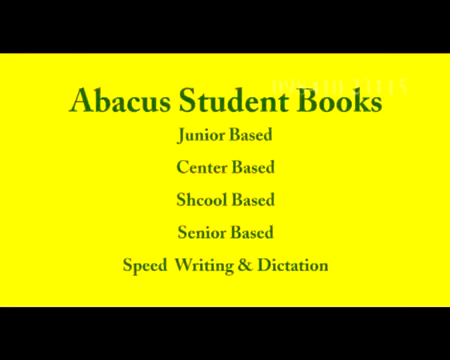 Abacus Student Books
Junior Based
Center Based
Shcool Based
Senior Based
Speed Writing & Dictation